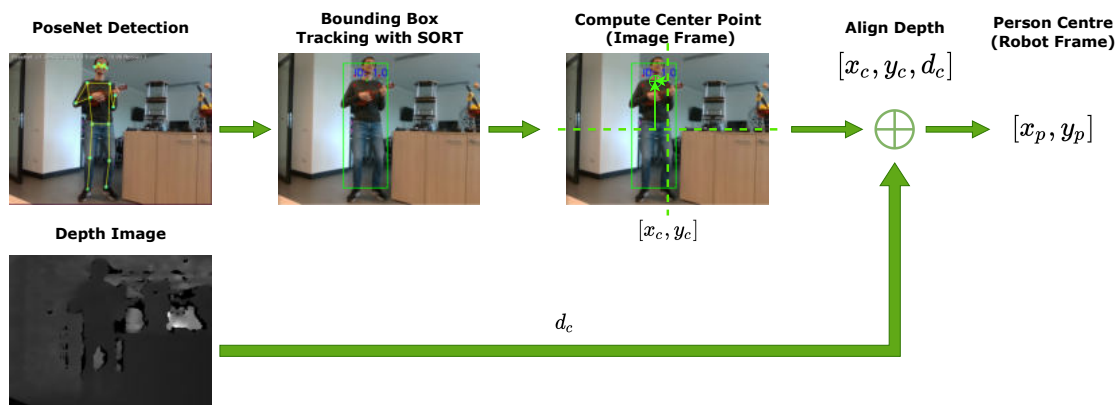 PoseNet Detection
Bounding Box
Tracking with SORT
Compute Center Point
(Image Frame)
Align Depth
Person Centre
(Robot Frame)
[x_c, y_c, d_c]
[x_p, y_p]
[x_c, y_c]
Depth Image
d_c